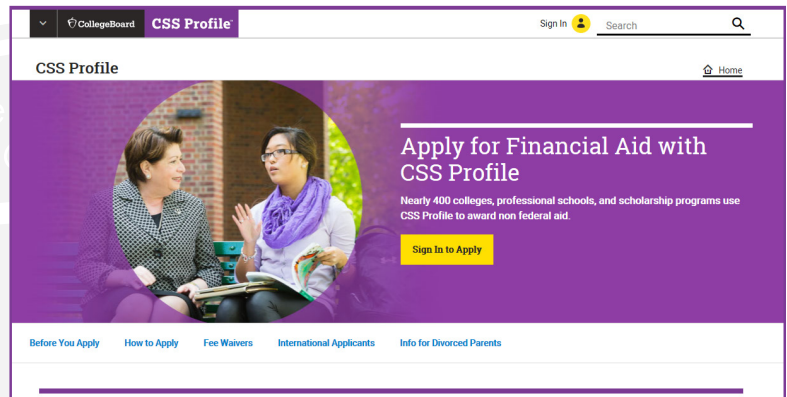 CollegeBoard CSS Profile Sign In Search
CSS Profile Home
Apply for Financial Aid with
CSS Profile
Nearly 400 colleges, professional schools, and scholarship programs use
CSS Profile to award non federal aid.
Sign In to Apply
Before You Apply How to Apply Fee Waivers International Applicants Info for Divorced Parents